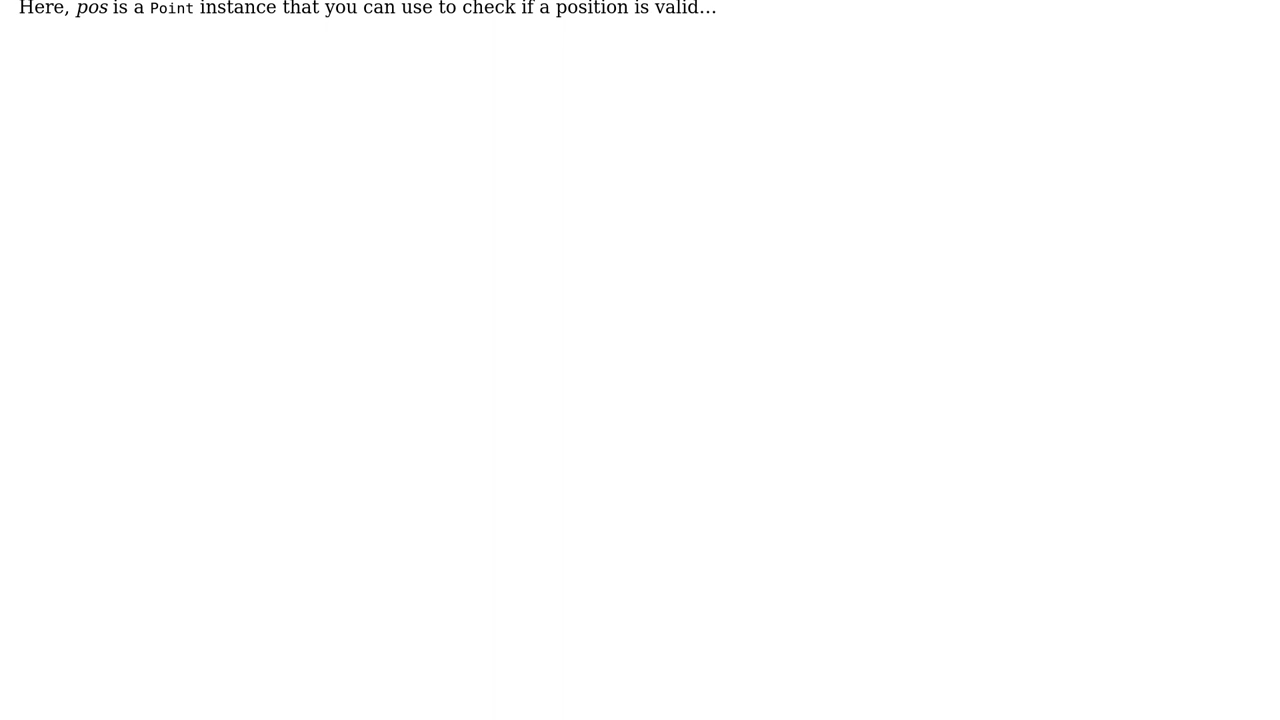 Here, pos is a Point instance that you can use to check if a position is valid…